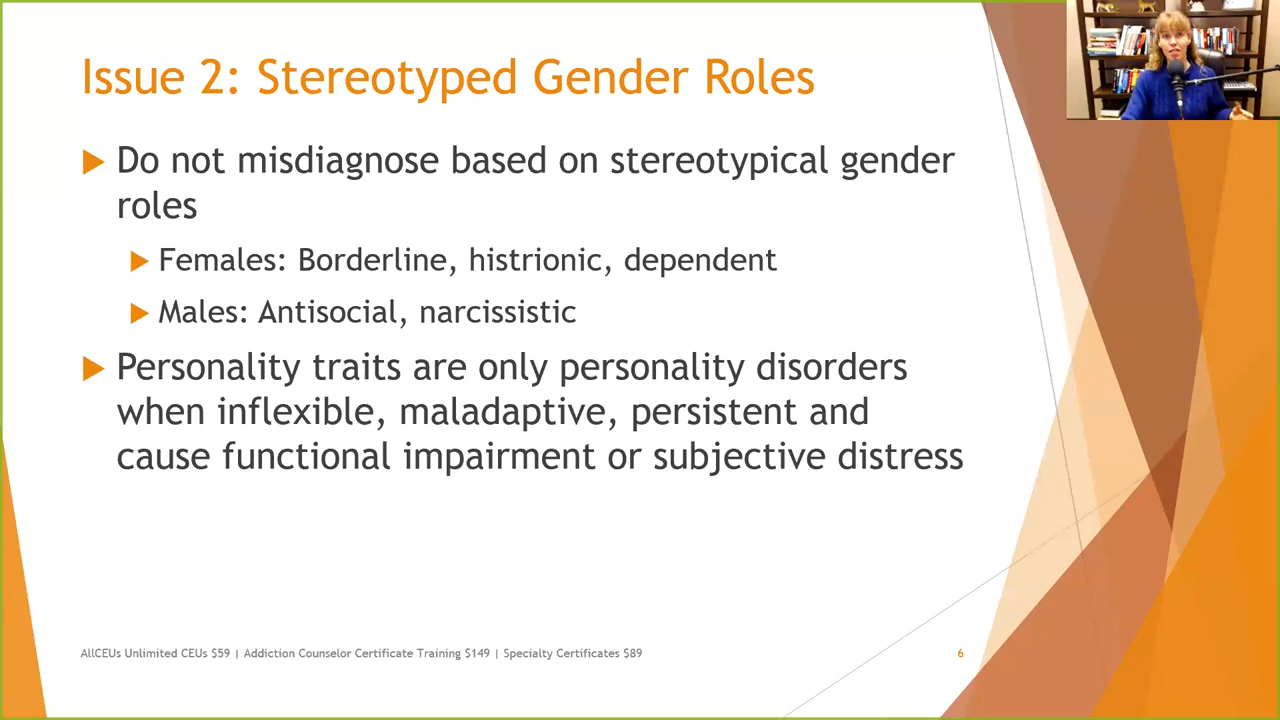 Issue 2: Stereotyped Gender Roles
Do not misdiagnose based on stereotypical gender
roles
Females: Borderline, histrionic, dependent
Males: Antisocial, narcissistic
Personality traits are only personality disorders
when inflexible, maladaptive, persistent and
cause functional impairment or subjective distress
AllCEUs Unlimited CEUs $59 | Addiction Counselor Certificate Training $149 | Specialty Certificates $89
6